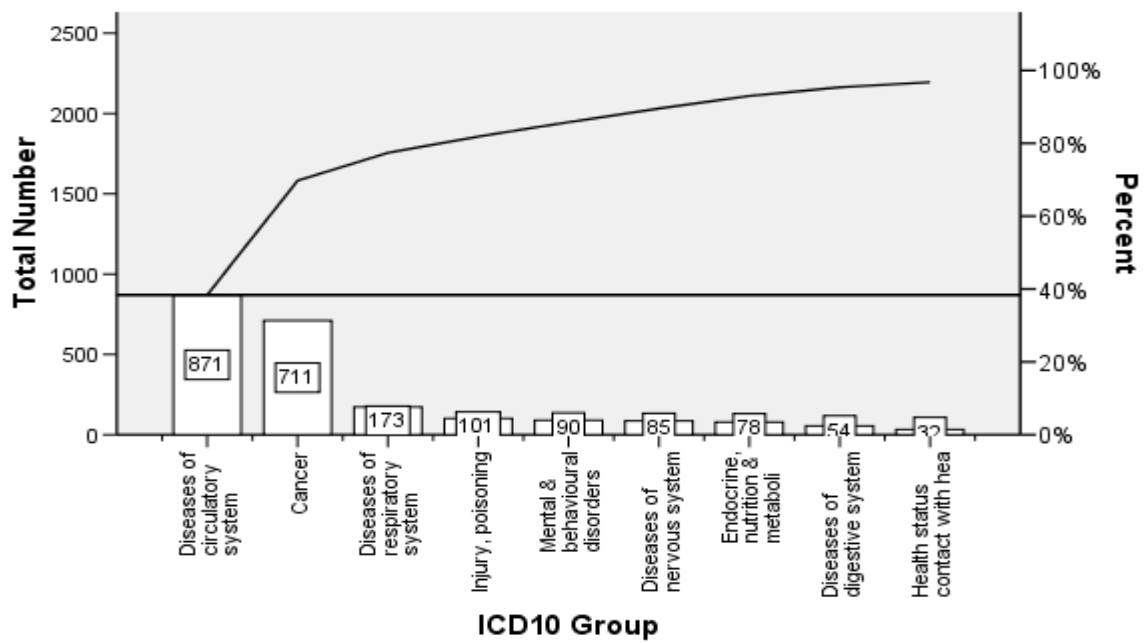 2500
2000
1500
1000
500
0
Total Number
100%
80%
60%
40%
20%
0%
Percent
871
711
173
101
90
85
78
54
32
Diseases of
circulatory
system
Cancer
Diseases of
respiratory
system
Injury, poisoning
Mental &
behavioural
disorders
Diseases of
nervous system
Endocrine,
nutrition &
metaboli
Diseases of
digestive system
Health status
contact with hea
ICD10 Group